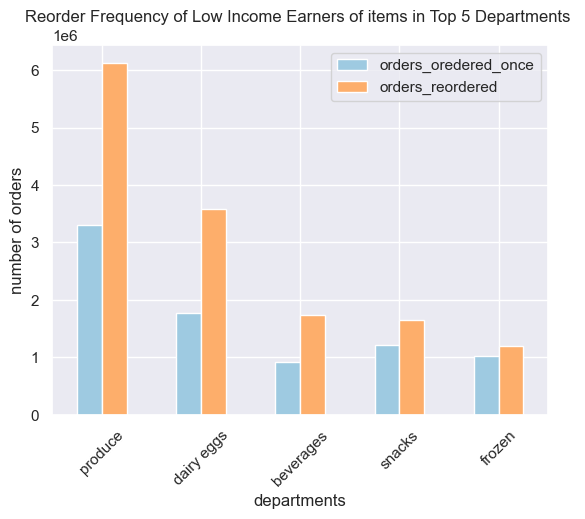 Reorder Frequency of Low Income Earners of items in Top 5 Departments
1e6
orders_oredered_once
orders_reordered
6
5
4
3
2
1
0
number of orders
produce
dairy eggs
beverages
snacks
frozen
departments